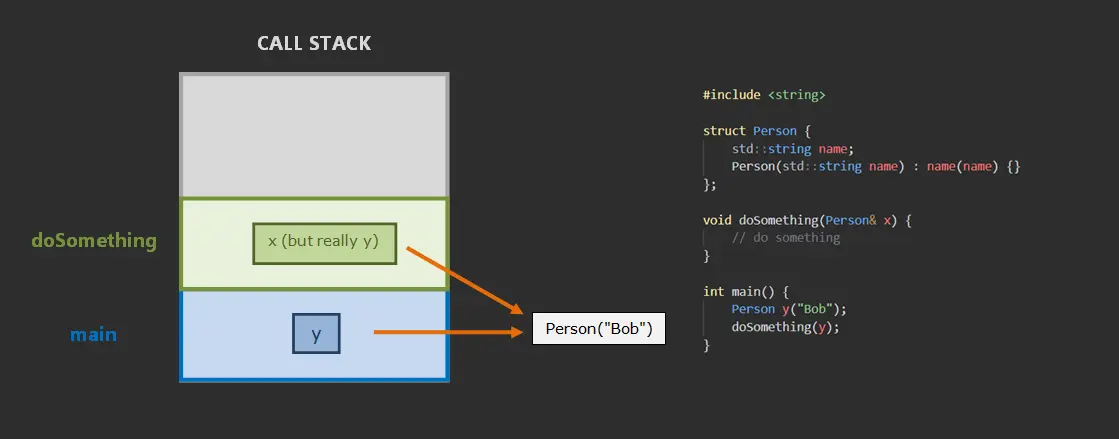 CALL STACK
doSomething
x (but really y)
main
y
Person("Bob")
#include <string>
struct Person {
    std::string name;
    Person(std::string name) : name(name) {}
};
void doSomething(Person& x) {
    // do something
}
int main() {
    Person y("Bob");
    doSomething(y);
}